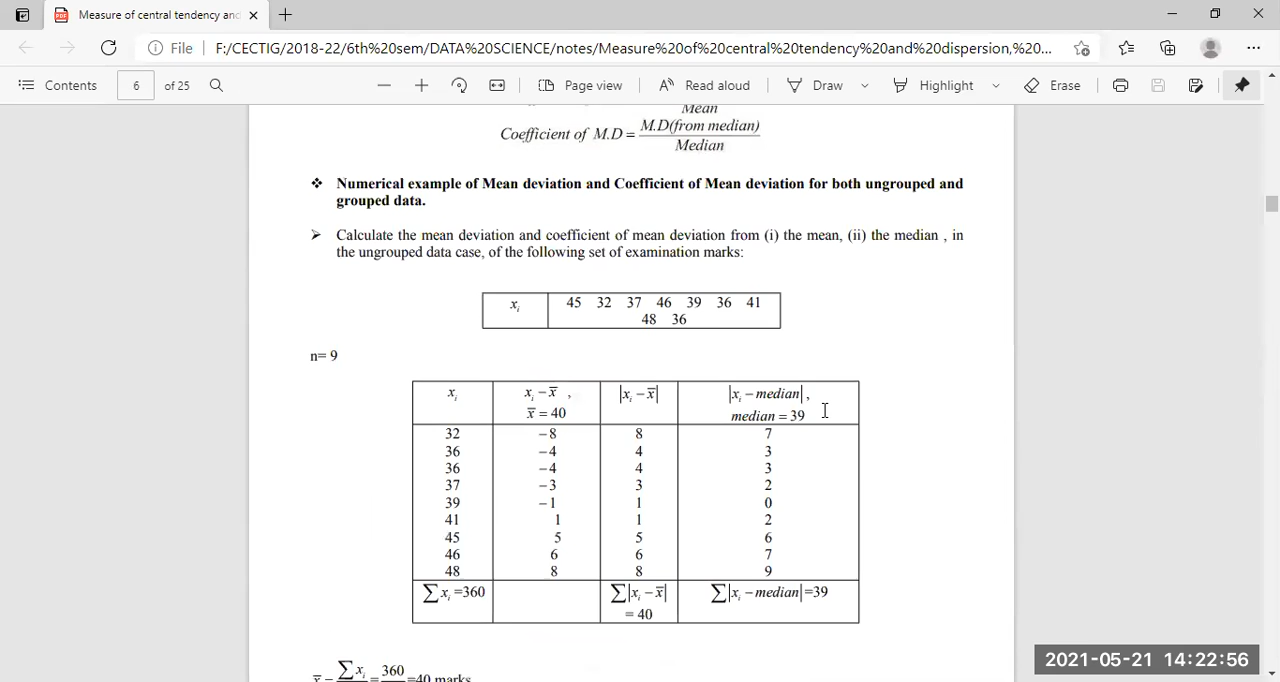 Measure of central tendency and
File
F:/CECTIG/2018-22/6th%20sem/DATA%20SCIENCE/notes/Measure%20of%20central%20tendency%20and%20dispersion,%20...
Contents
6
of 25
Page view
Read aloud
Draw
Highlight
Erase
Mean
Coefficient of M.D = M.D(from median)
Median
❖ Numerical example of Mean deviation and Coefficient of Mean deviation for both ungrouped and
grouped data.
➢ Calculate the mean deviation and coefficient of mean deviation from (i) the mean, (ii) the median , in
the ungrouped data case, of the following set of examination marks:
xᵢ 45 32 37 46 39 36 41
48 36
n= 9
xᵢ xᵢ − x̅ , |xᵢ − x̅| |xᵢ − median| ,
x̅ = 40 median = 39
32 −8 8 7
36 −4 4 3
36 −4 4 3
37 −3 3 2
39 −1 1 0
41 1 1 2
45 5 5 6
46 6 6 7
48 8 8 9
∑xᵢ =360 ∑|xᵢ − x̅| ∑|xᵢ − median| =39
= 40
x̅ = ∑xᵢ = 360 =40 marks
2021-05-21 14:22:56